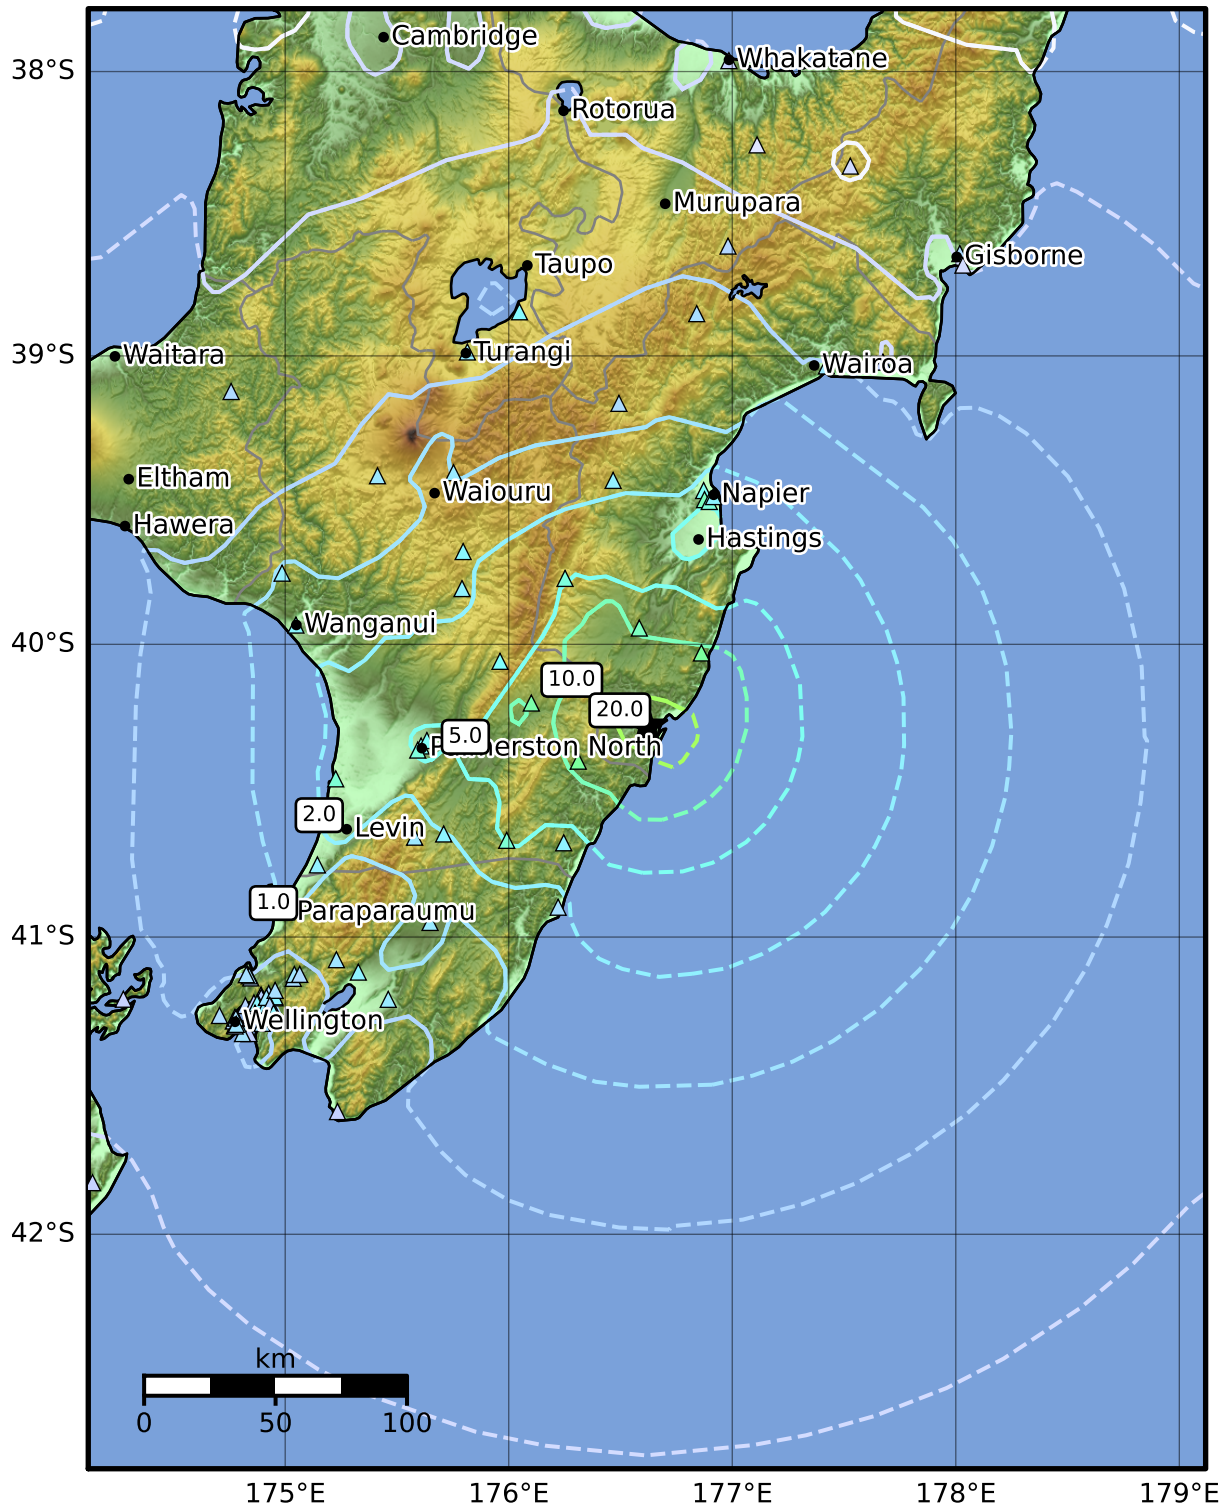 Cambridge
Whakatane
38°S
Rotorua
Murupara
Gisborne
Taupo
Turangi
39°S
Waitara
Wairoa
Eltham
Waiouru
Napier
Hawera
Hastings
Wanganui
40°S
10.0
20.0
5.0
Palmerston North
2.0
Levin
1.0
Paraparaumu
41°S
Wellington
42°S
km
0 50 100
175°E 176°E 177°E 178°E 179°E